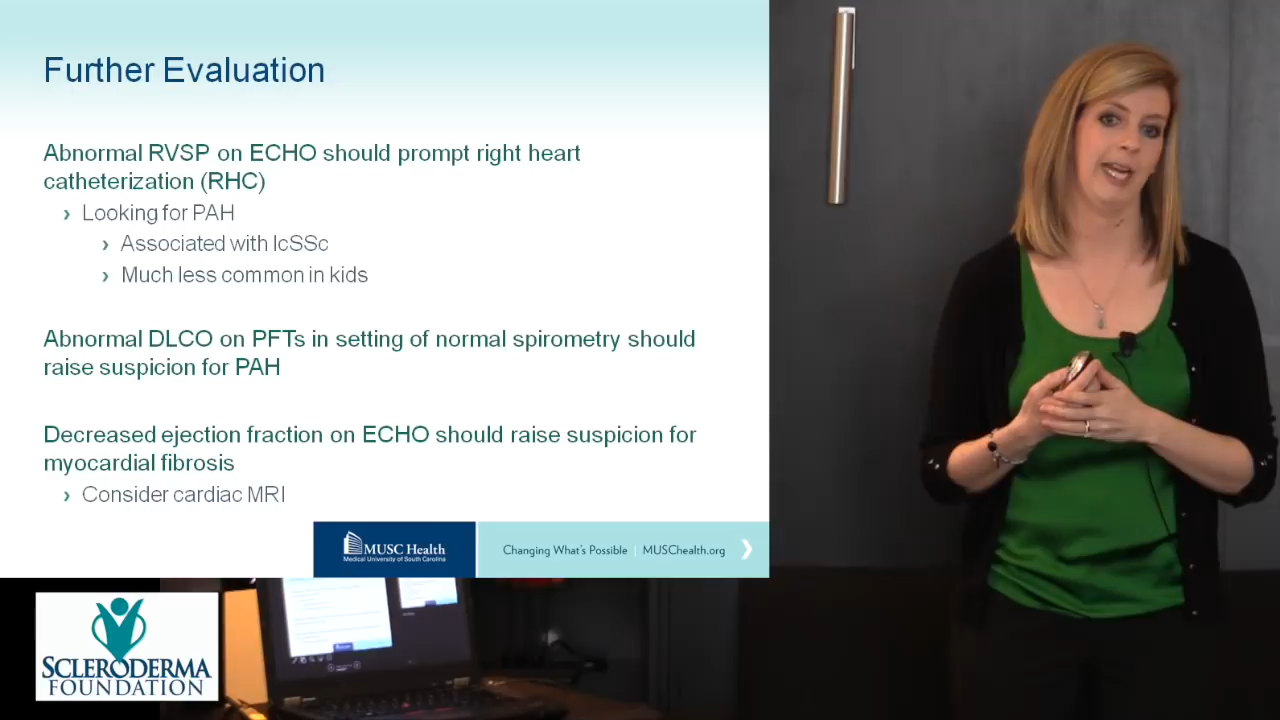 Further Evaluation
Abnormal RVSP on ECHO should prompt right heart
catheterization (RHC)
› Looking for PAH
› Associated with lcSSc
› Much less common in kids
Abnormal DLCO on PFTs in setting of normal spirometry should
raise suspicion for PAH
Decreased ejection fraction on ECHO should raise suspicion for
myocardial fibrosis
› Consider cardiac MRI
MUSC Health
Medical University of South Carolina
Changing What's Possible | MUSChealth.org
SCLERODERMA
FOUNDATION